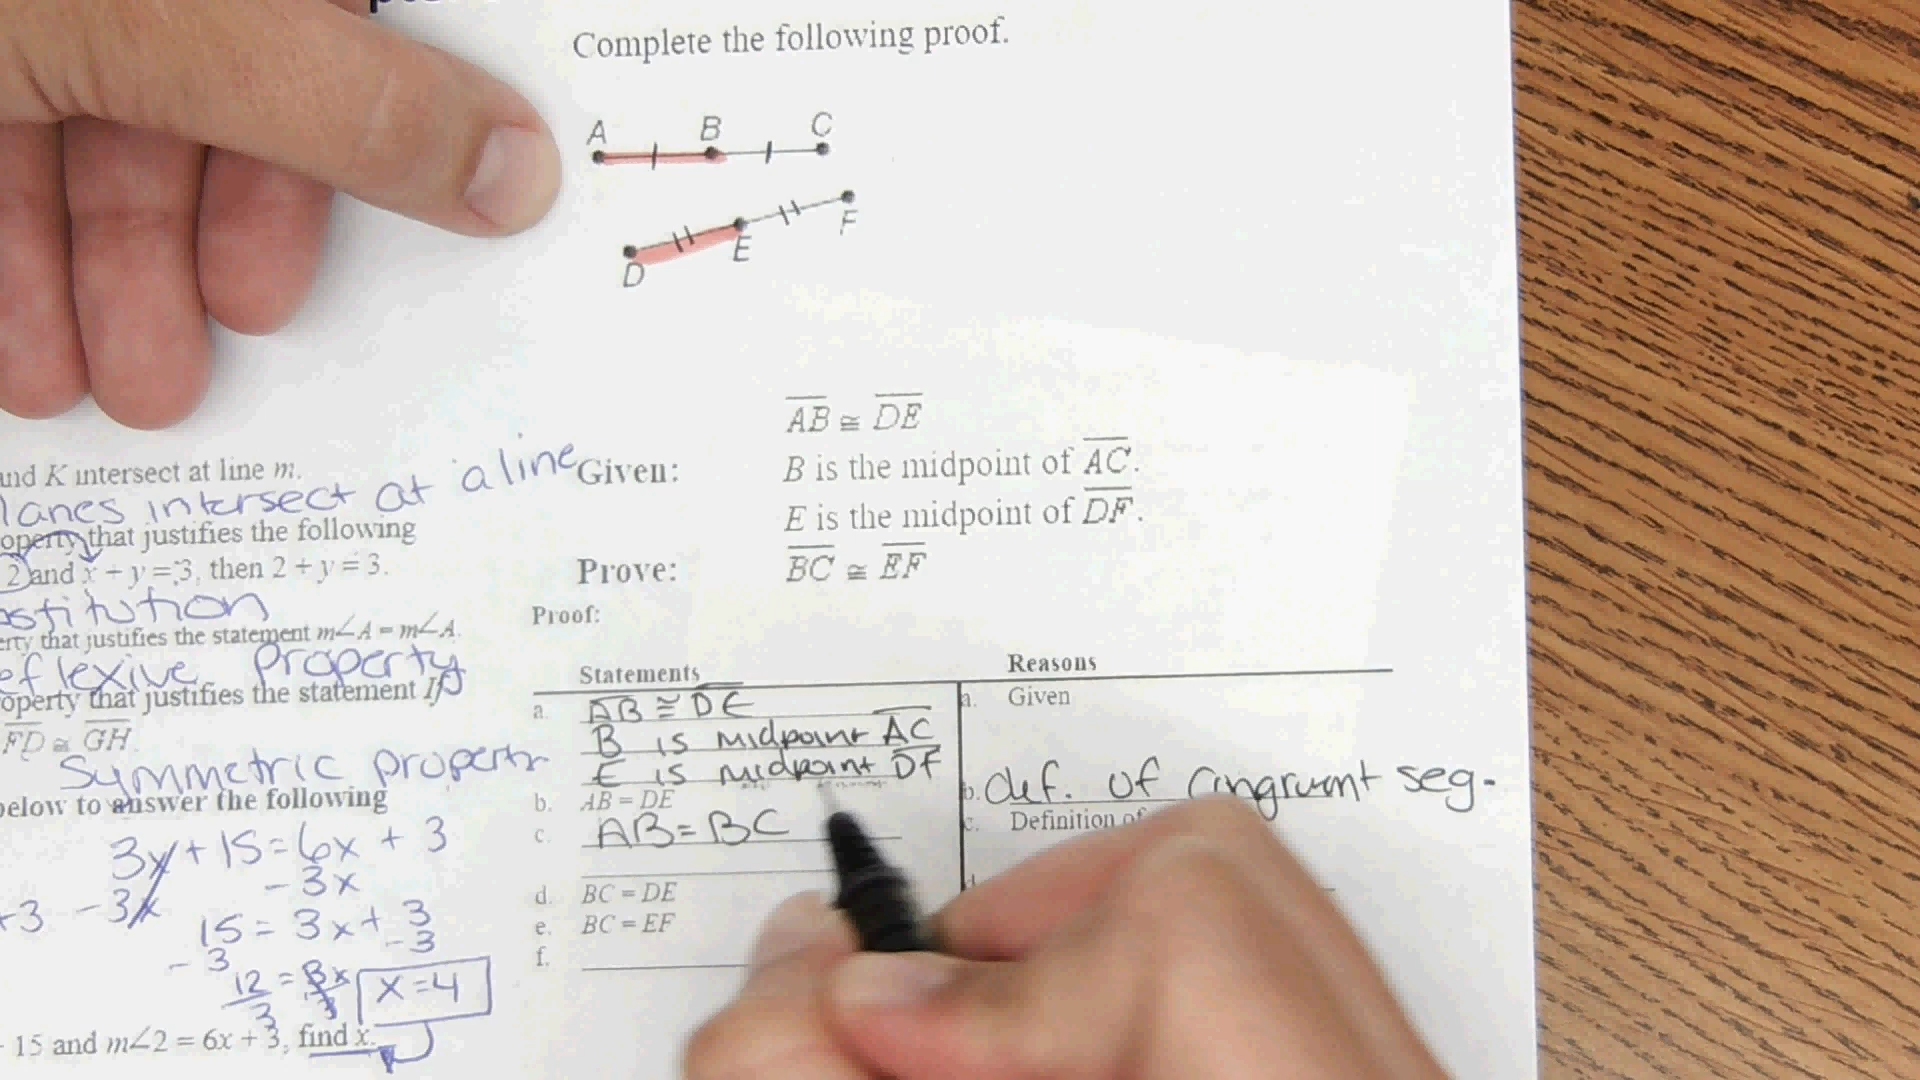 Complete the following proof.
A B C
D E F
AB ≅ DE
Given: B is the midpoint of AC.
E is the midpoint of DF.
Prove: BC ≅ EF
Proof:
Statements Reasons
a. AB ≅ DE a. Given
B is midpoint AC
E is midpoint DF
b. AB = DE b. def. of congruent seg.
c. AB = BC c. Definition of
d. BC = DE
e. BC = EF
f.
und K intersect at line m.
lanes intersect at a line
operty that justifies the following
2 and x + y = 3, then 2 + y = 3.
stitution
erty that justifies the statement m∠A = m∠A.
eflexive Property
operty that justifies the statement If
FD ≅ GH.
Symmetric property
below to answer the following
3x + 15 = 6x + 3
- 3x - 3x
+3
15 = 3x + 3
- 3 - 3
12 = 3x
3 3
x = 4
15 and m∠2 = 6x + 3, find x.